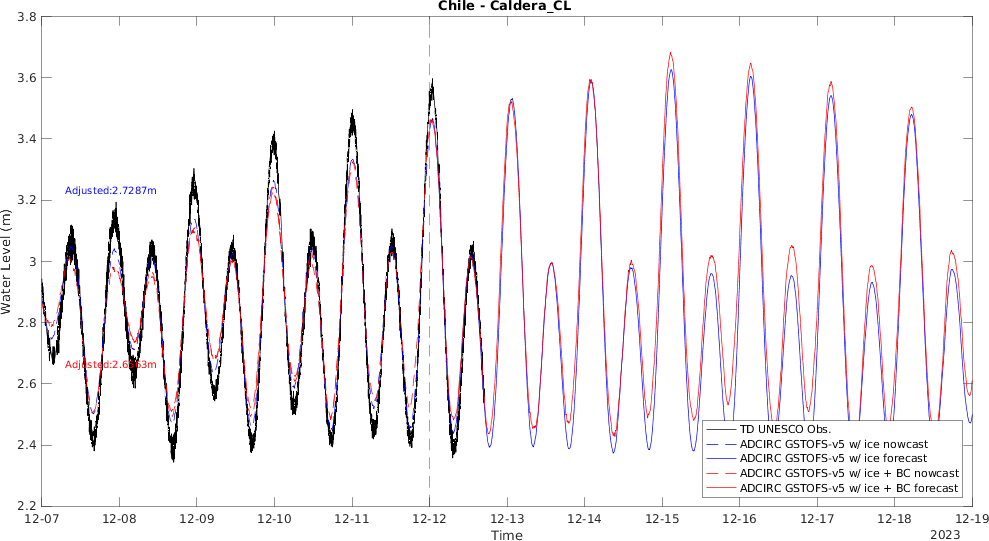 Chile - Caldera_CL
3.8
3.6
3.4
3.2
3
2.8
2.6
2.4
2.2
Water Level (m)
Adjusted:2.7287m
12-07
12-08
12-09
12-10
12-11
12-12
12-13
12-14
12-15
12-16
12-17
12-18
12-19
Time
2023
TD UNESCO Obs.
ADCIRC GSTOFS-v5 w/ ice nowcast
ADCIRC GSTOFS-v5 w/ ice forecast
ADCIRC GSTOFS-v5 w/ ice + BC nowcast
ADCIRC GSTOFS-v5 w/ ice + BC forecast